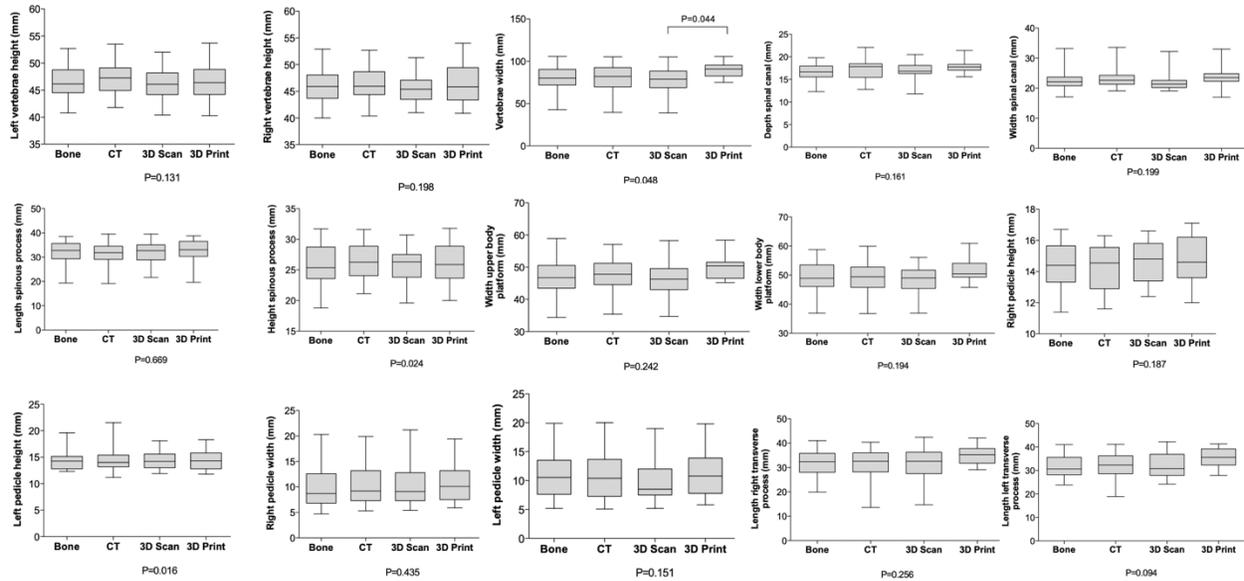 Left vertebrae height (mm)
60
55
50
45
40
35
Bone CT 3D Scan 3D Print
P=0.131
Right vertebrae height (mm)
60
55
50
45
40
35
Bone CT 3D Scan 3D Print
P=0.198
Vertebrae width (mm)
150
100
50
0
P=0.044
Bone CT 3D Scan 3D Print
P=0.048
Depth spinal canal (mm)
25
20
15
10
5
0
Bone CT 3D Scan 3D Print
P=0.161
Width spinal canal (mm)
40
30
20
10
0
Bone CT 3D Scan 3D Print
P=0.199
Length spinous process (mm)
50
40
30
20
10
0
Bone CT 3D Scan 3D Print
P=0.669
Height spinous process (mm)
35
30
25
20
15
Bone CT 3D Scan 3D Print
P=0.024
Width upper body
platform (mm)
70
60
50
40
30
Bone CT 3D Scan 3D Print
P=0.242
Width lower body
platform (mm)
70
60
50
40
30
Bone CT 3D Scan 3D Print
P=0.194
Right pedicle height (mm)
18
16
14
12
10
Bone CT 3D Scan 3D Print
P=0.187
Left pedicle height (mm)
25
20
15
10
5
0
Bone CT 3D Scan 3D Print
P=0.016
Right pedicle width (mm)
25
20
15
10
5
0
Bone CT 3D Scan 3D Print
P=0.435
Left pedicle width (mm)
25
20
15
10
5
0
Bone CT 3D Scan 3D Print
P=0.151
Length right transverse
process (mm)
50
40
30
20
10
0
Bone CT 3D Scan 3D Print
P=0.256
Length left transverse
process (mm)
50
40
30
20
10
0
Bone CT 3D Scan 3D Print
P=0.094